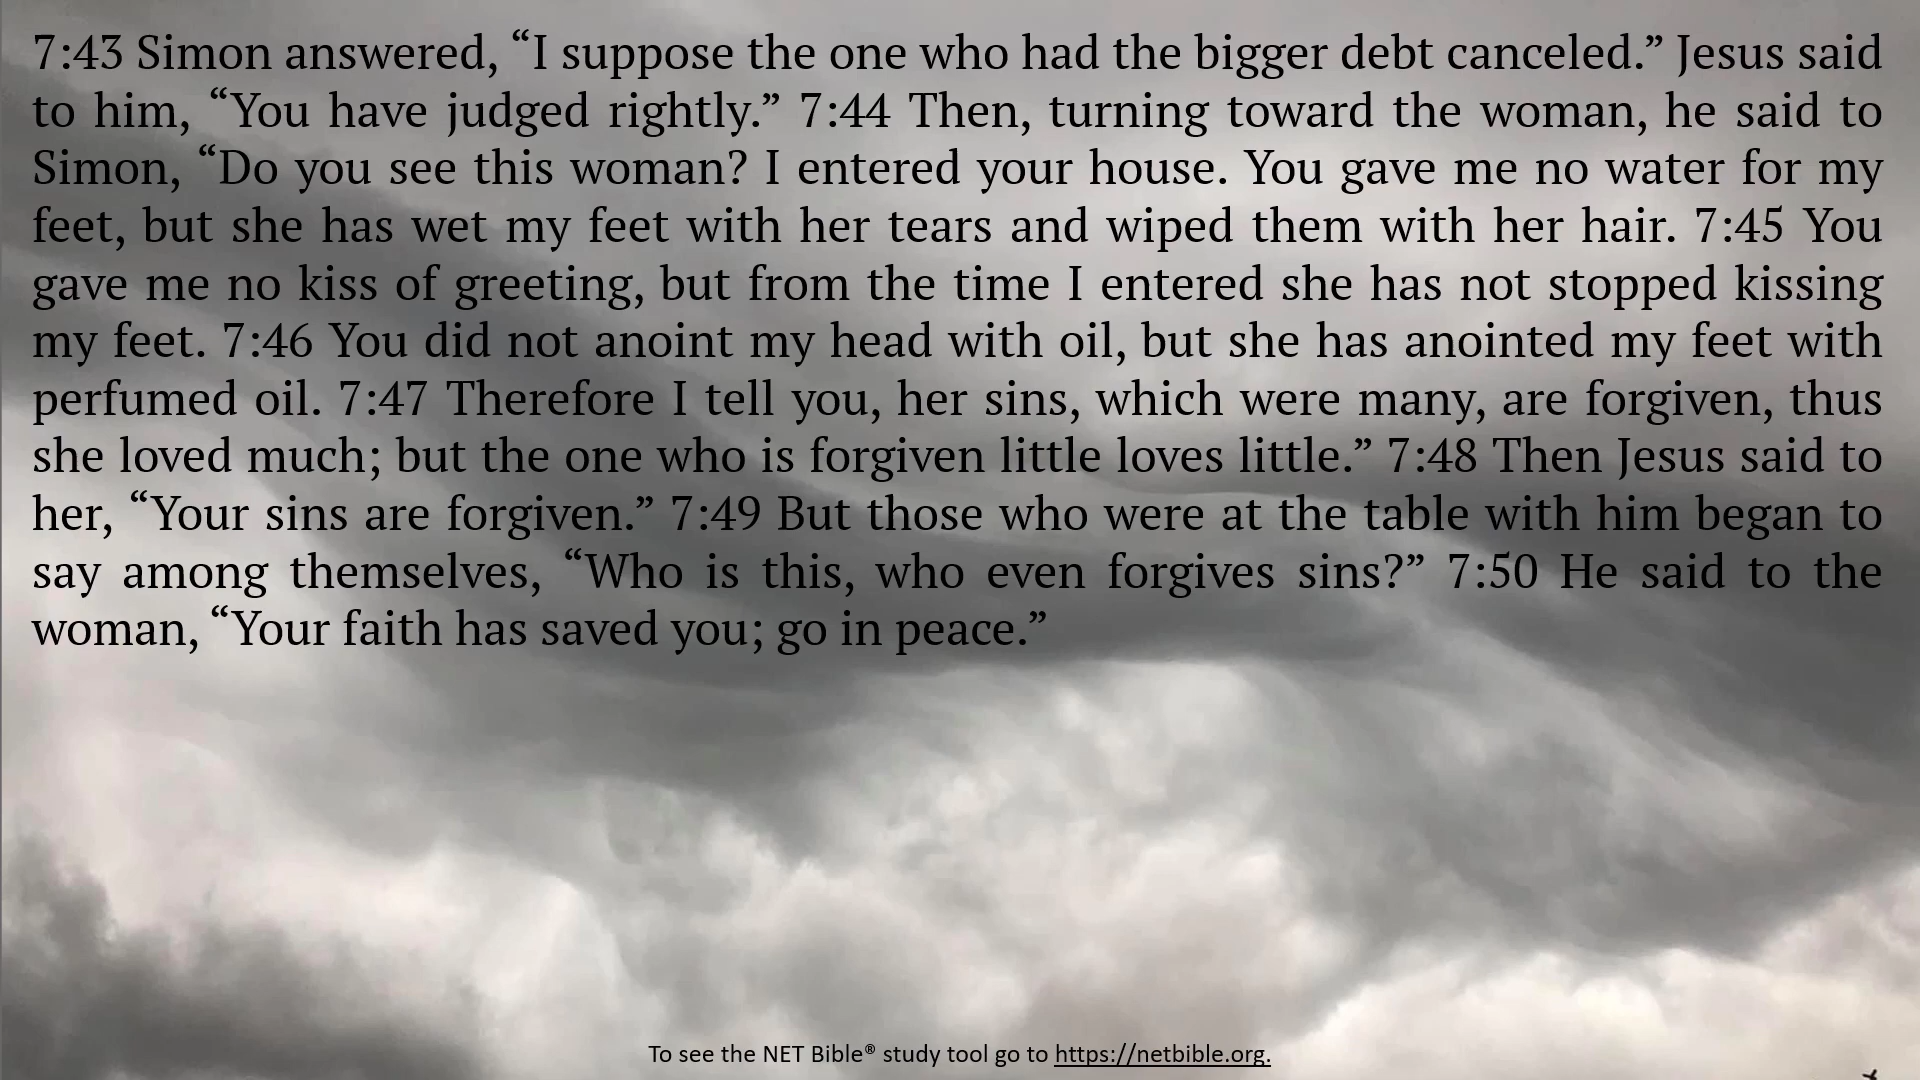 7:43 Simon answered, “I suppose the one who had the bigger debt canceled.” Jesus said
to him, “You have judged rightly.” 7:44 Then, turning toward the woman, he said to
Simon, “Do you see this woman? I entered your house. You gave me no water for my
feet, but she has wet my feet with her tears and wiped them with her hair. 7:45 You
gave me no kiss of greeting, but from the time I entered she has not stopped kissing
my feet. 7:46 You did not anoint my head with oil, but she has anointed my feet with
perfumed oil. 7:47 Therefore I tell you, her sins, which were many, are forgiven, thus
she loved much; but the one who is forgiven little loves little.” 7:48 Then Jesus said to
her, “Your sins are forgiven.” 7:49 But those who were at the table with him began to
say among themselves, “Who is this, who even forgives sins?” 7:50 He said to the
woman, “Your faith has saved you; go in peace.”
To see the NET Bible® study tool go to https://netbible.org.